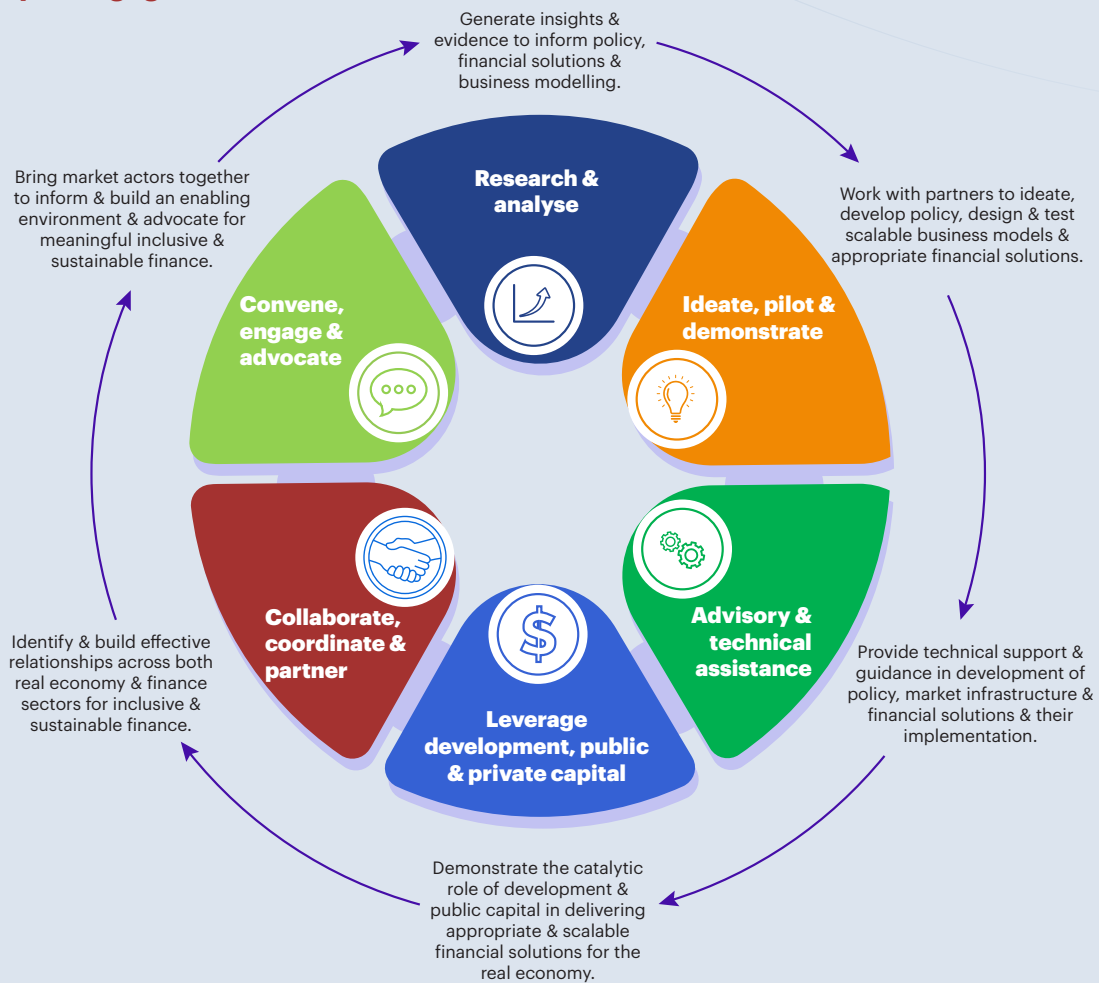 Generate insights &
evidence to inform policy,
financial solutions &
business modelling.
Research &
analyse
Work with partners to ideate,
develop policy, design & test
scalable business models &
appropriate financial solutions.
Ideate, pilot &
demonstrate
Provide technical support &
guidance in development of
policy, market infrastructure &
financial solutions & their
implementation.
Advisory &
technical
assistance
Demonstrate the catalytic
role of development &
public capital in delivering
appropriate & scalable
financial solutions for the
real economy.
Leverage
development, public
& private capital
$
Identify & build effective
relationships across both
real economy & finance
sectors for inclusive &
sustainable finance.
Collaborate,
coordinate &
partner
Bring market actors together
to inform & build an enabling
environment & advocate for
meaningful inclusive &
sustainable finance.
Convene,
engage &
advocate